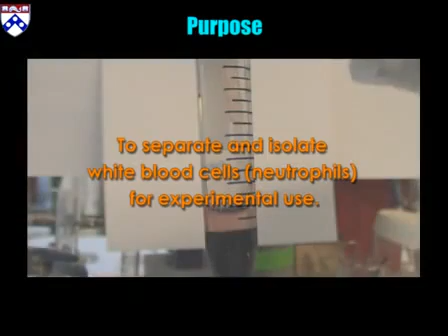 Purpose
To separate and isolate
white blood cells (neutrophils)
for experimental use.